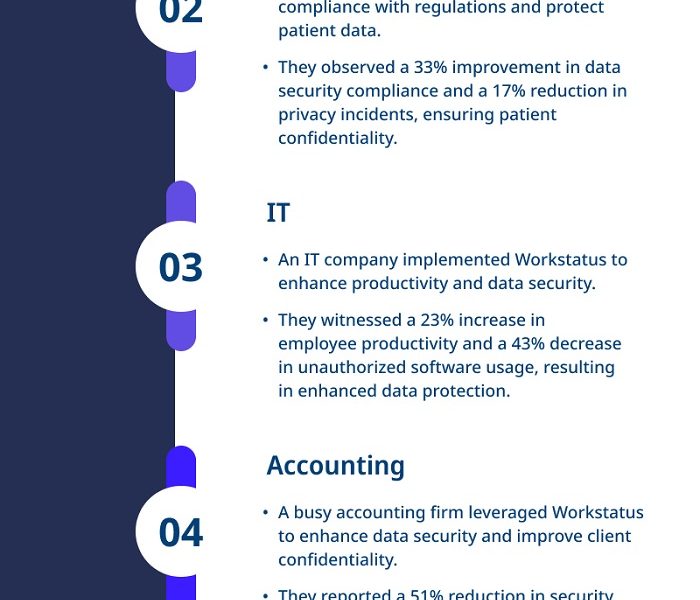 02
compliance with regulations and protect
patient data.
• They observed a 33% improvement in data
security compliance and a 17% reduction in
privacy incidents, ensuring patient
confidentiality.
IT
03
• An IT company implemented Workstatus to
enhance productivity and data security.
• They witnessed a 23% increase in
employee productivity and a 43% decrease
in unauthorized software usage, resulting
in enhanced data protection.
Accounting
04
• A busy accounting firm leveraged Workstatus
to enhance data security and improve client
confidentiality.
• They reported a 51% reduction in security